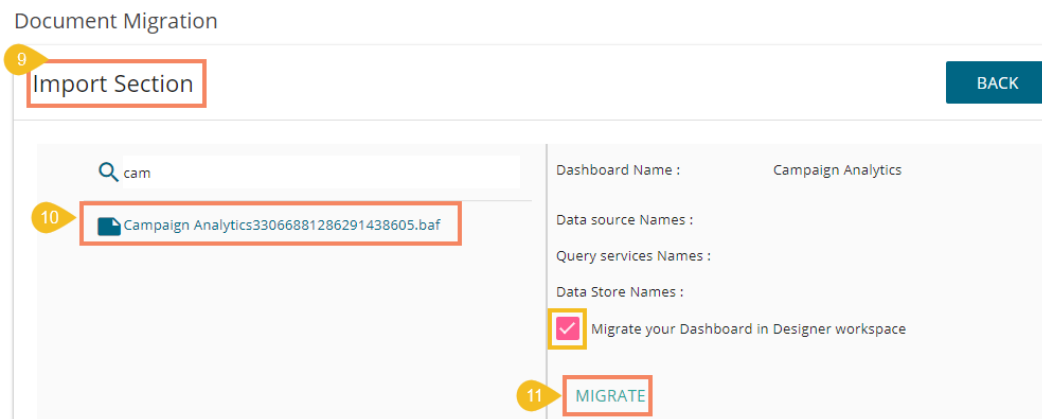 Document Migration
9
Import Section
BACK
cam
10
Campaign Analytics33066881286291438605.baf
Dashboard Name : Campaign Analytics
Data source Names :
Query services Names :
Data Store Names :
Migrate your Dashboard in Designer workspace
11
MIGRATE